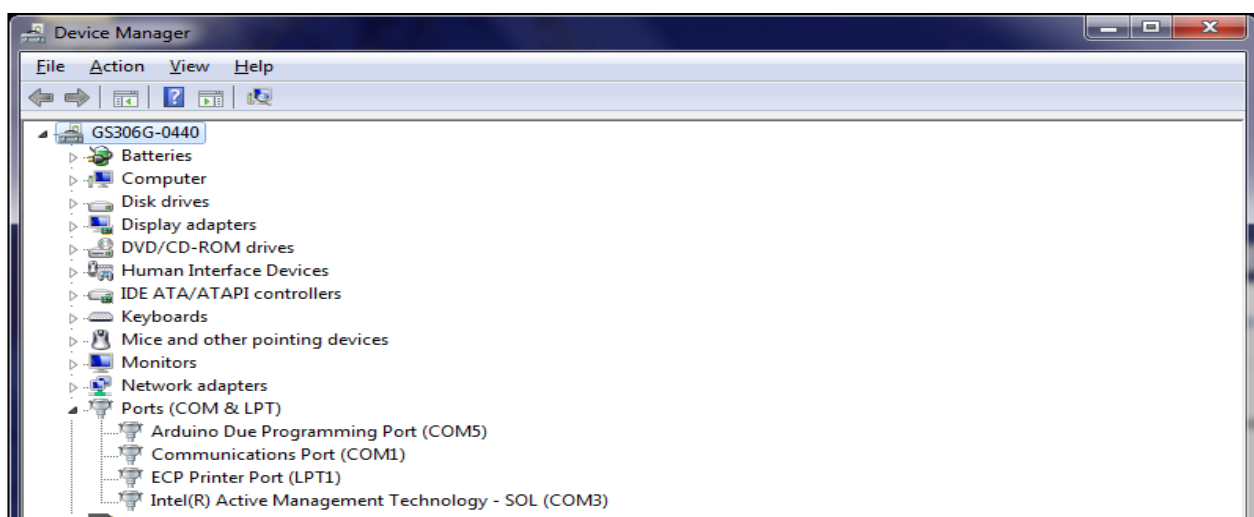 Device Manager
File Action View Help
GS306G-0440
Batteries
Computer
Disk drives
Display adapters
DVD/CD-ROM drives
Human Interface Devices
IDE ATA/ATAPI controllers
Keyboards
Mice and other pointing devices
Monitors
Network adapters
Ports (COM & LPT)
Arduino Due Programming Port (COM5)
Communications Port (COM1)
ECP Printer Port (LPT1)
Intel(R) Active Management Technology - SOL (COM3)